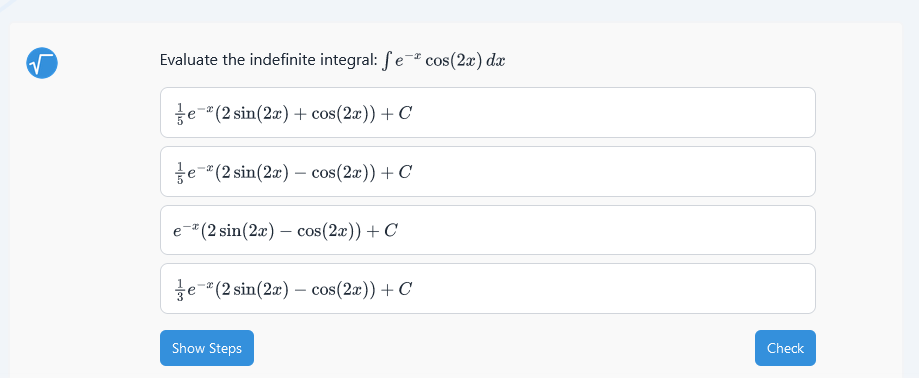 Evaluate the indefinite integral: ∫ e^{−x} cos(2x) dx
\frac{1}{5}e^{−x}(2 sin(2x) + cos(2x)) + C
\frac{1}{5}e^{−x}(2 sin(2x) − cos(2x)) + C
e^{−x}(2 sin(2x) − cos(2x)) + C
\frac{1}{3}e^{−x}(2 sin(2x) − cos(2x)) + C
Show Steps Check